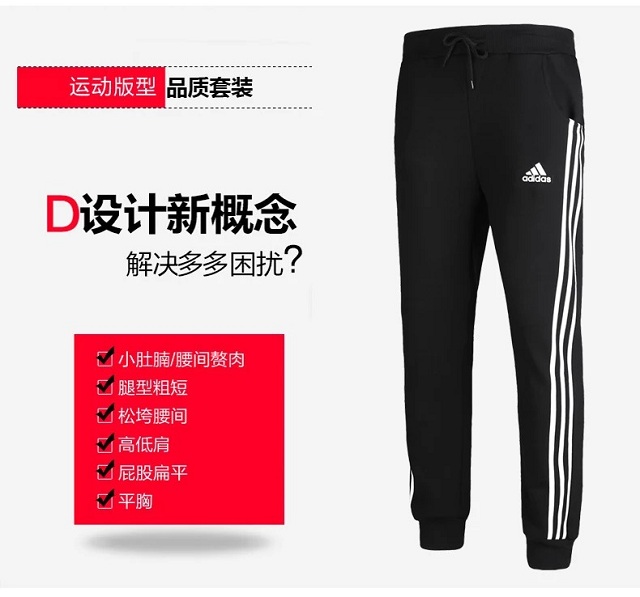 运动版型 品质套装
D设计新概念
解决多多困扰?
小肚腩/腰间赘肉
腿型粗短
松垮腰间
高低肩
屁股扁平
平胸
adidas